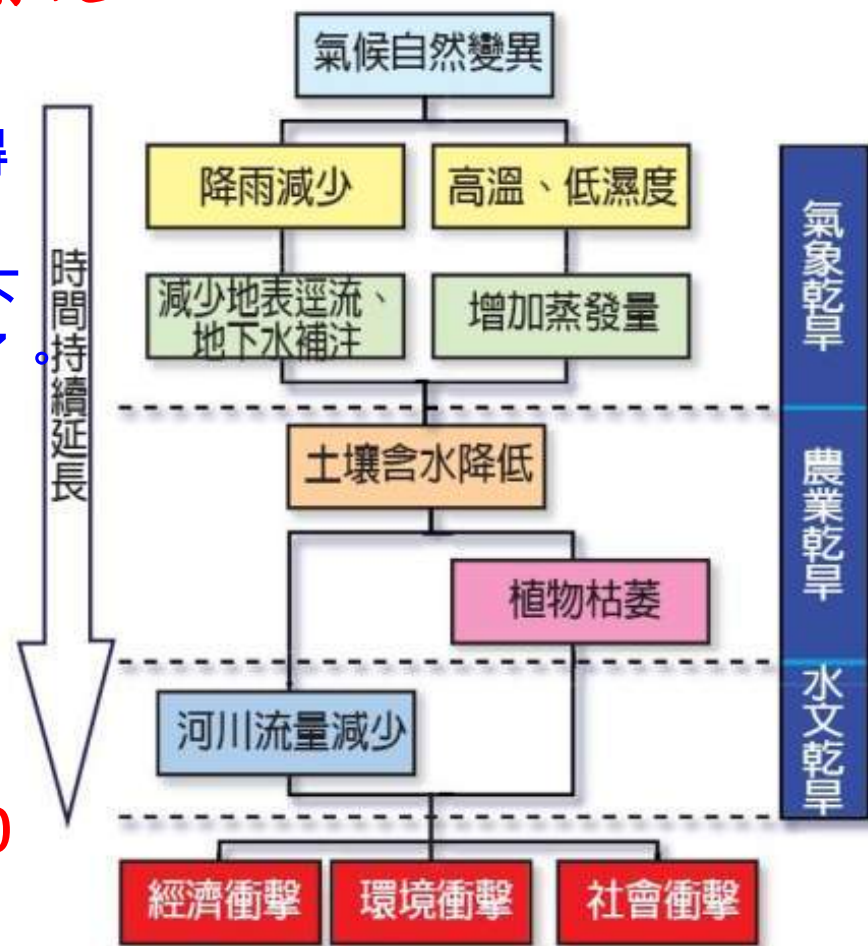 氣候自然變異
降雨減少
高溫、低濕度
減少地表逕流、
地下水補注
增加蒸發量
氣象乾旱
時間持續延長
土壤含水降低
植物枯萎
農業乾旱
河川流量減少
水文乾旱
經濟衝擊
環境衝擊
社會衝擊